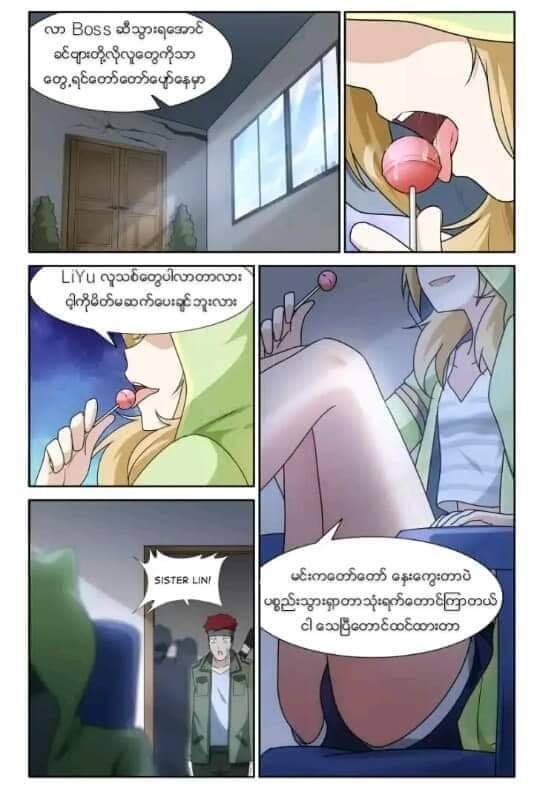 လာ Boss ဆီသွားရအောင်
ခင်ဗျားတို့လိုလူတွေကိုသာ
တွေ့ရင်တော်တော်ပျော်နေမှာ
LiYu လူသစ်တွေပါလာတာလား
ငါ့ကိုမိတ်မဆက်ပေးချင်ဘူးလား
SISTER LIN!
မင်းကတော်တော် နှေးကွေးတာပဲ
ပစ္စည်းသွားရှာတာသုံးရက်တောင်ကြာတယ်
ငါ သေပြီတောင်ထင်ထားတာ